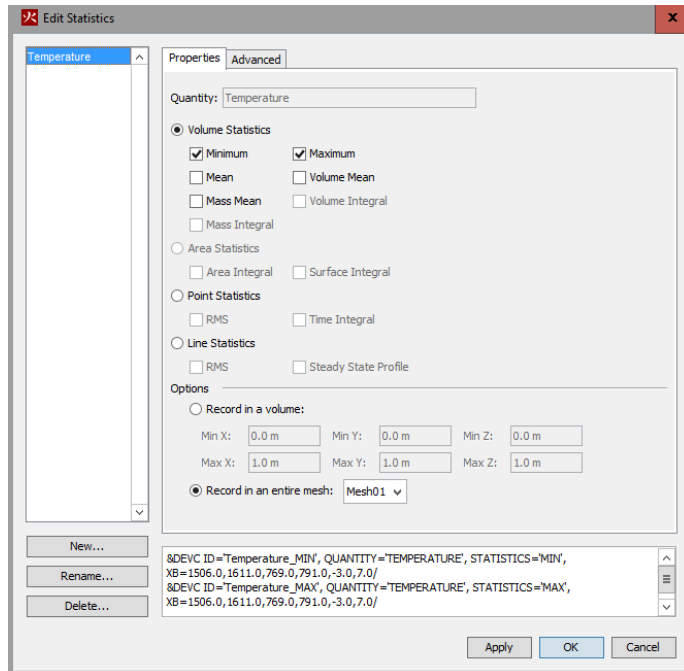 Edit Statistics
x
Temperature
Properties Advanced
Quantity: Temperature
Volume Statistics
Minimum Maximum
Mean Volume Mean
Mass Mean Volume Integral
Mass Integral
Area Statistics
Area Integral Surface Integral
Point Statistics
RMS Time Integral
Line Statistics
RMS Steady State Profile
Options
Record in a volume:
Min X: 0.0 m Min Y: 0.0 m Min Z: 0.0 m
Max X: 1.0 m Max Y: 1.0 m Max Z: 1.0 m
Record in an entire mesh: Mesh01
New...
Rename...
Delete...
&DEVC ID='Temperature_MIN', QUANTITY='TEMPERATURE', STATISTICS='MIN',
XB=1506.0,1611.0,769.0,791.0,-3.0,7.0/
&DEVC ID='Temperature_MAX', QUANTITY='TEMPERATURE', STATISTICS='MAX',
XB=1506.0,1611.0,769.0,791.0,-3.0,7.0/
Apply OK Cancel